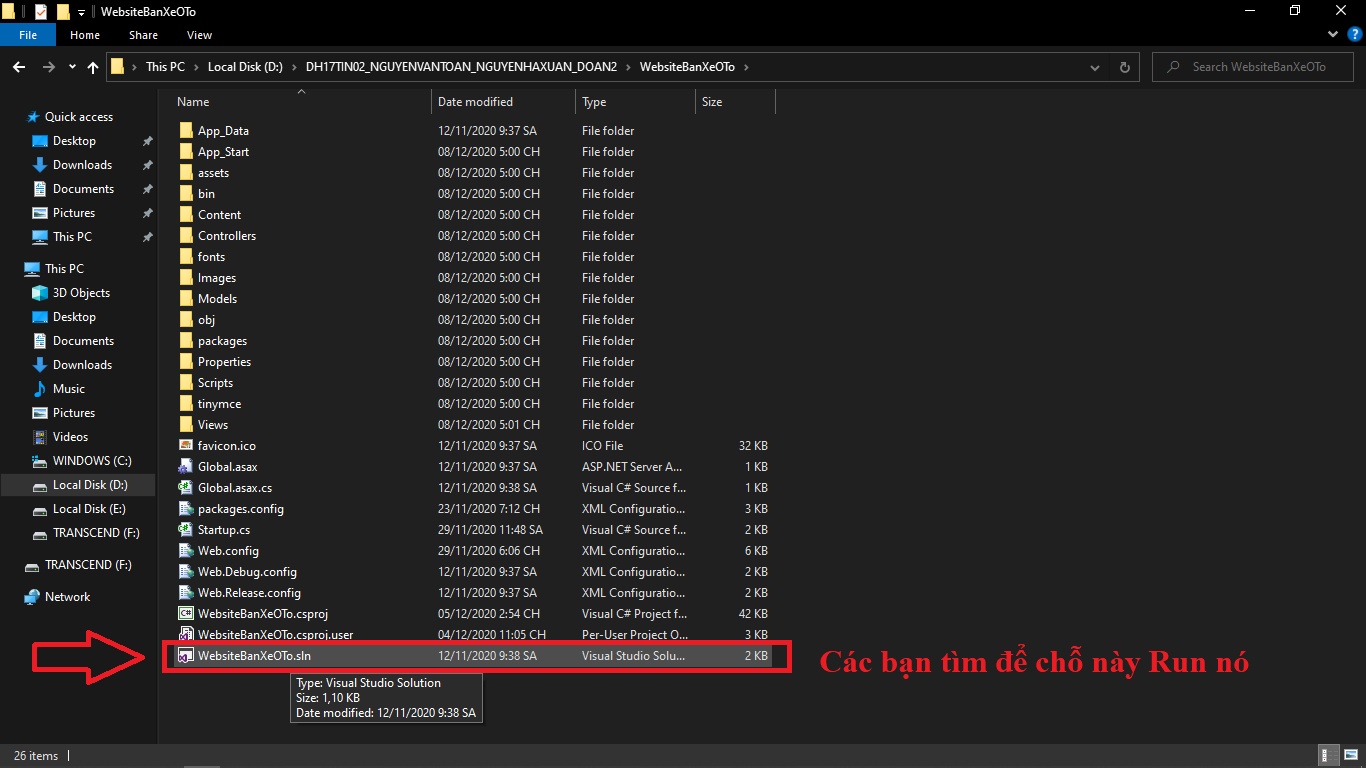 WebsiteBanXeOTo
File Home Share View
This PC Local Disk (D:) DH17TIN02_NGUYENVANTOAN_NGUYENHAXUAN_DOAN2 WebsiteBanXeOTo Search WebsiteBanXeOTo
Quick access
Desktop
Downloads
Documents
Pictures
This PC
This PC
3D Objects
Desktop
Documents
Downloads
Music
Pictures
Videos
WINDOWS (C:)
Local Disk (D:)
Local Disk (E:)
TRANSCEND (F:)
TRANSCEND (F:)
Network
Name Date modified Type Size
App_Data 12/11/2020 9:37 SA File folder
App_Start 08/12/2020 5:00 CH File folder
assets 08/12/2020 5:00 CH File folder
bin 08/12/2020 5:00 CH File folder
Content 08/12/2020 5:00 CH File folder
Controllers 08/12/2020 5:00 CH File folder
fonts 08/12/2020 5:00 CH File folder
Images 08/12/2020 5:00 CH File folder
Models 08/12/2020 5:00 CH File folder
obj 08/12/2020 5:00 CH File folder
packages 08/12/2020 5:00 CH File folder
Properties 08/12/2020 5:00 CH File folder
Scripts 08/12/2020 5:00 CH File folder
tinymce 08/12/2020 5:00 CH File folder
Views 08/12/2020 5:01 CH File folder
favicon.ico 12/11/2020 9:37 SA ICO File 32 KB
Global.asax 12/11/2020 9:37 SA ASP.NET Server A... 1 KB
Global.asax.cs 12/11/2020 9:38 SA Visual C# Source f... 1 KB
packages.config 23/11/2020 7:12 CH XML Configuratio... 3 KB
Startup.cs 29/11/2020 11:48 SA Visual C# Source f... 2 KB
Web.config 29/11/2020 6:06 CH XML Configuratio... 6 KB
Web.Debug.config 12/11/2020 9:37 SA XML Configuratio... 2 KB
Web.Release.config 12/11/2020 9:37 SA XML Configuratio... 2 KB
WebsiteBanXeOTo.csproj 05/12/2020 2:54 CH Visual C# Project f... 42 KB
WebsiteBanXeOTo.csproj.user 04/12/2020 11:05 CH Per-User Project O... 3 KB
WebsiteBanXeOTo.sln 12/11/2020 9:38 SA Visual Studio Solu... 2 KB
Các bạn tìm để chỗ này Run nó
Type: Visual Studio Solution
Size: 1,10 KB
Date modified: 12/11/2020 9:38 SA
26 items